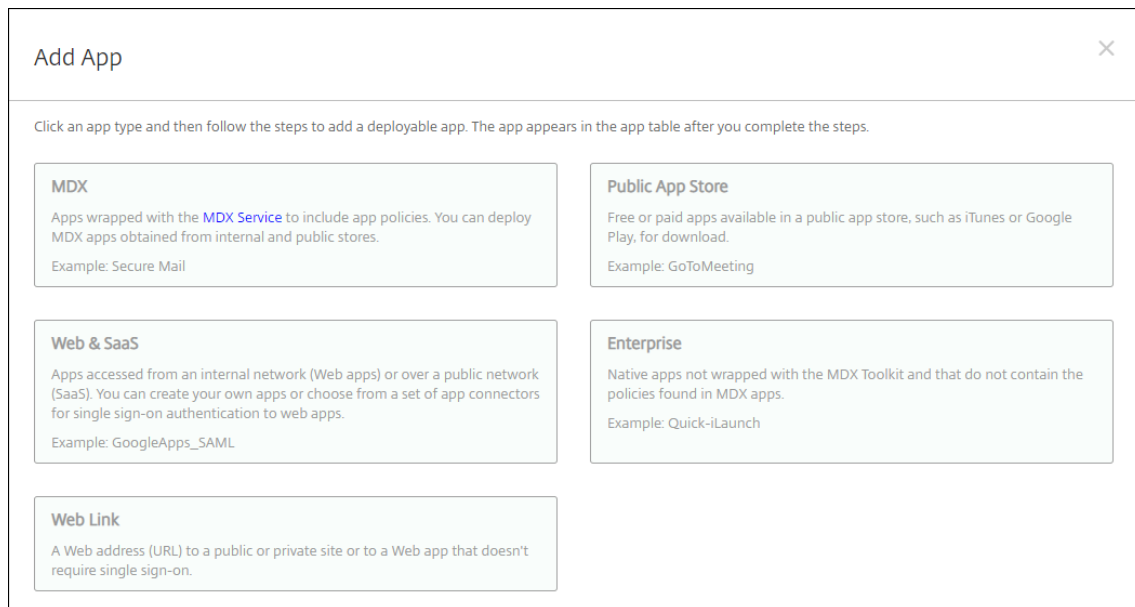 Add App
Click an app type and then follow the steps to add a deployable app. The app appears in the app table after you complete the steps.
MDX
Apps wrapped with the MDX Service to include app policies. You can deploy
MDX apps obtained from internal and public stores.
Example: Secure Mail
Public App Store
Free or paid apps available in a public app store, such as iTunes or Google
Play, for download.
Example: GoToMeeting
Web & SaaS
Apps accessed from an internal network (Web apps) or over a public network
(SaaS). You can create your own apps or choose from a set of app connectors
for single sign-on authentication to web apps.
Example: GoogleApps_SAML
Enterprise
Native apps not wrapped with the MDX Toolkit and that do not contain the
policies found in MDX apps.
Example: Quick-iLaunch
Web Link
A Web address (URL) to a public or private site or to a Web app that doesn't
require single sign-on.